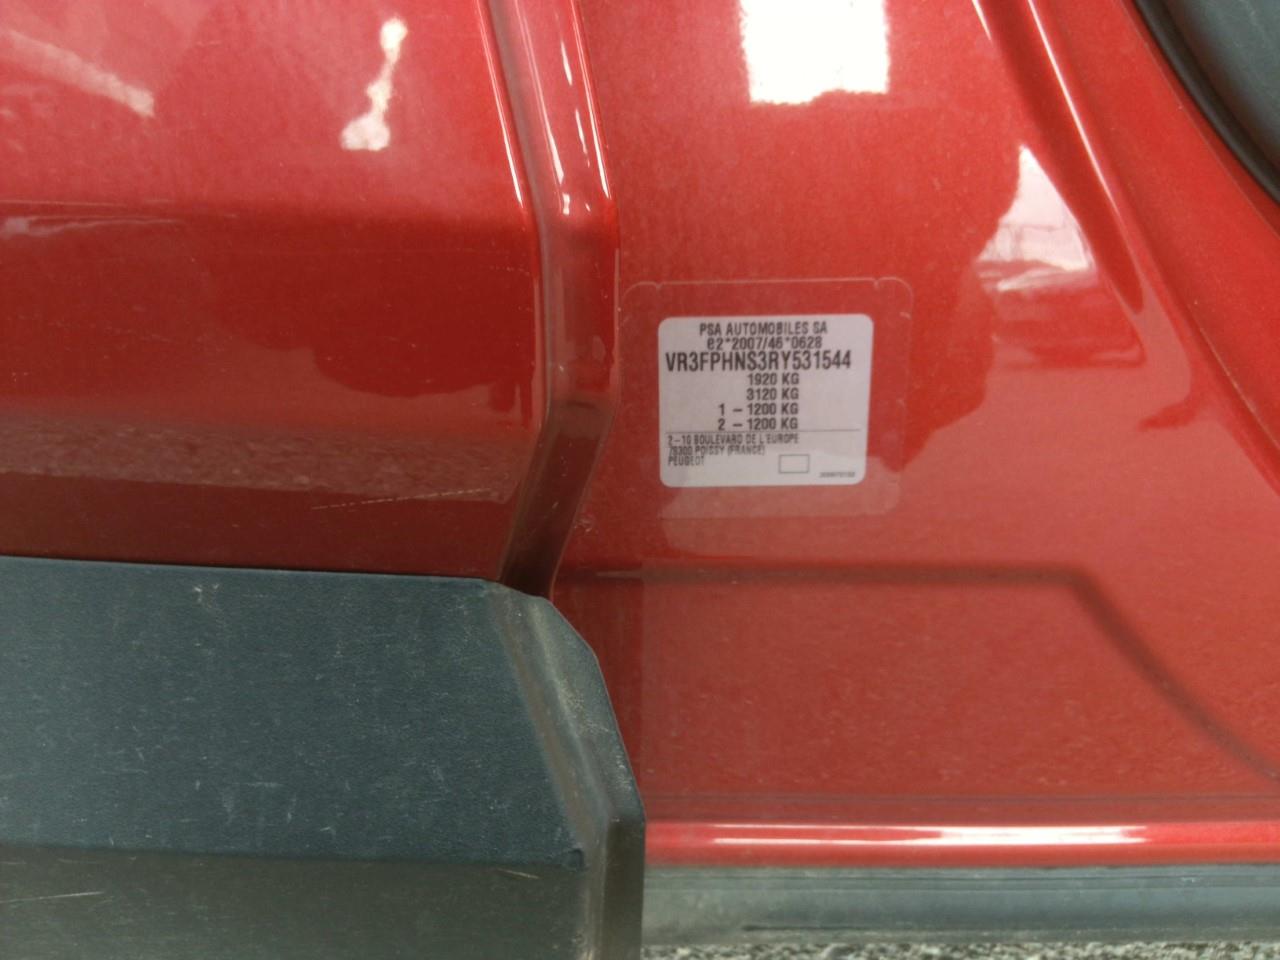 PSA AUTOMOBILES SA
e2*2007/46*0628
VR3FPHNS3RY531544
1920 KG
3120 KG
1 – 1200 KG
2 – 1200 KG
2–10 BOULEVARD DE L'EUROPE
78300 POISSY (FRANCE)
PEUGEOT